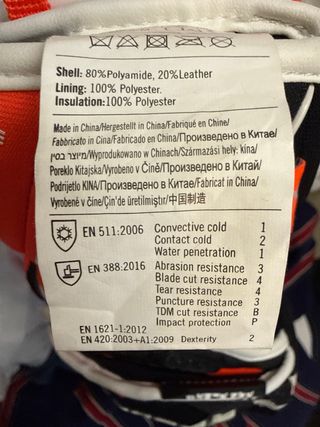 Shell: 80%Polyamide, 20%Leather
Lining: 100% Polyester.
Insulation:100% Polyester
Made in China/Hergestellt in China/Fabriqué en Chine/
Fabbricato in Cina/Fabricado en China/Произведено в Китае/
מיוצר בסין/Wyprodukowano w Chinach/Származási hely: kína/
Poreklo Kitajska/Vyrobeno v Číně/Произведено в Китай/
Podrijetlo KINA/Произведено в Китае/Fabricat in China/
Vyrobené v číne/Çin'de üretilmiştir/中国制造
EN 511:2006 Convective cold 1
Contact cold 2
Water penetration 1
EN 388:2016 Abrasion resistance 3
Blade cut resistance 4
Tear resistance 4
Puncture resistance 3
TDM cut resistance B
Impact protection P
EN 1621-1:2012
EN 420:2003+A1:2009 Dexterity 2